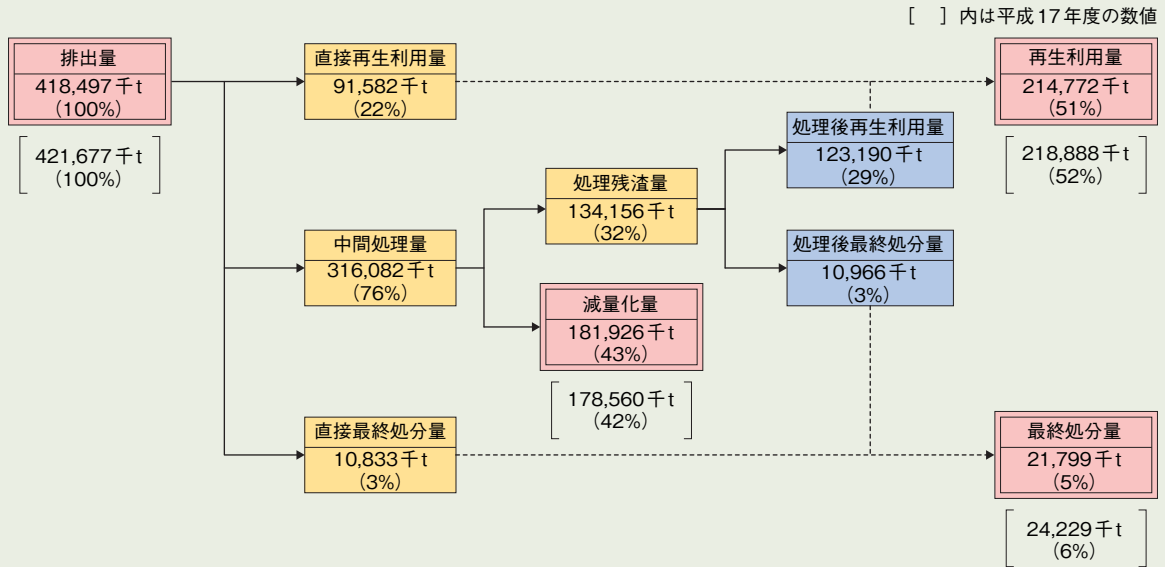 [　] 内は平成17年度の数値
排出量
418,497千t
(100%)
421,677千t
(100%)
直接再生利用量
91,582千t
(22%)
中間処理量
316,082千t
(76%)
直接最終処分量
10,833千t
(3%)
処理残渣量
134,156千t
(32%)
減量化量
181,926千t
(43%)
178,560千t
(42%)
処理後再生利用量
123,190千t
(29%)
処理後最終処分量
10,966千t
(3%)
再生利用量
214,772千t
(51%)
218,888千t
(52%)
最終処分量
21,799千t
(5%)
24,229千t
(6%)